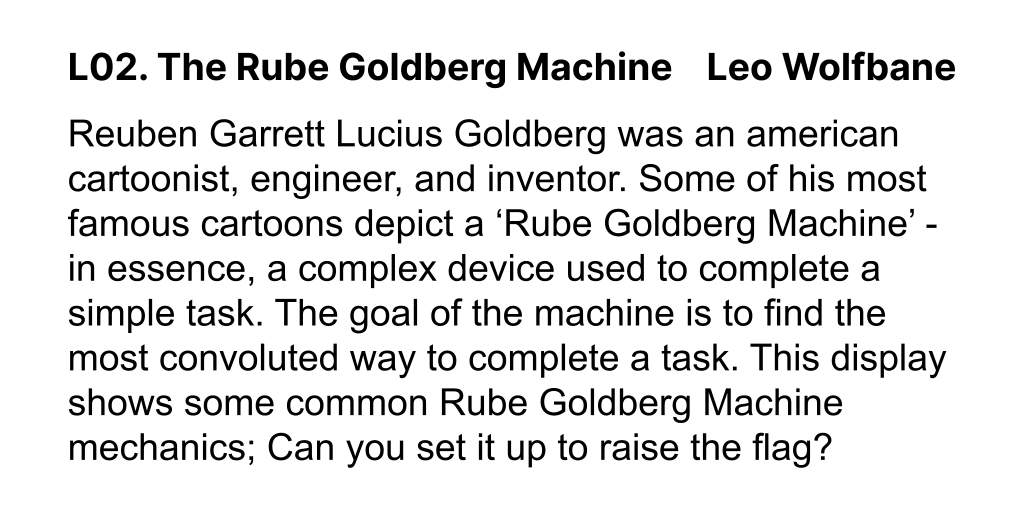 L02. The Rube Goldberg Machine Leo Wolfbane
Reuben Garrett Lucius Goldberg was an american
cartoonist, engineer, and inventor. Some of his most
famous cartoons depict a ‘Rube Goldberg Machine’ -
in essence, a complex device used to complete a
simple task. The goal of the machine is to find the
most convoluted way to complete a task. This display
shows some common Rube Goldberg Machine
mechanics; Can you set it up to raise the flag?